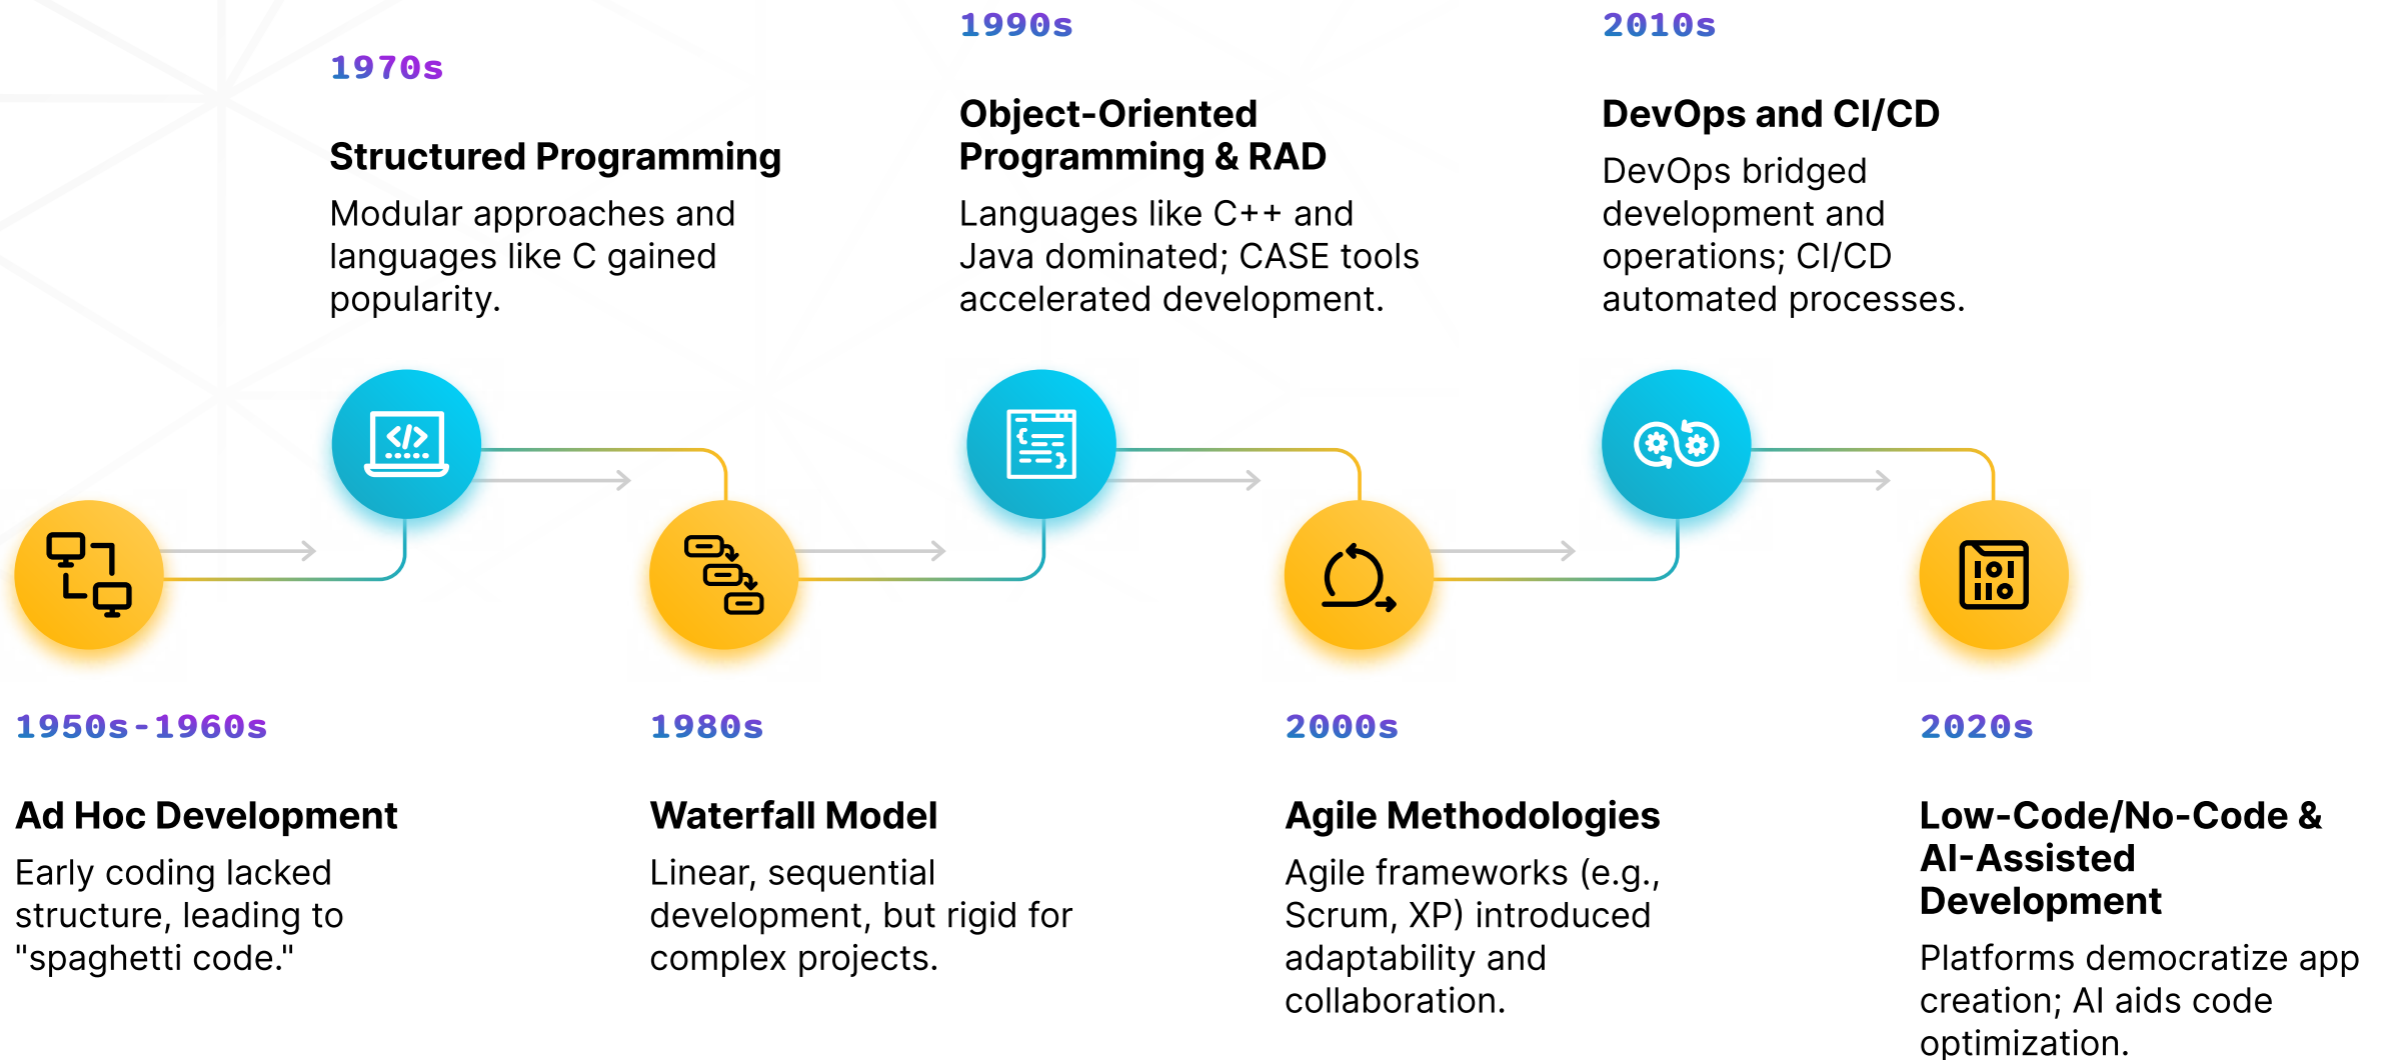 1950s-1960s
Ad Hoc Development
Early coding lacked
structure, leading to
"spaghetti code."
1970s
Structured Programming
Modular approaches and
languages like C gained
popularity.
1980s
Waterfall Model
Linear, sequential
development, but rigid for
complex projects.
1990s
Object-Oriented
Programming & RAD
Languages like C++ and
Java dominated; CASE tools
accelerated development.
2000s
Agile Methodologies
Agile frameworks (e.g.,
Scrum, XP) introduced
adaptability and
collaboration.
2010s
DevOps and CI/CD
DevOps bridged
development and
operations; CI/CD
automated processes.
2020s
Low-Code/No-Code &
AI-Assisted
Development
Platforms democratize app
creation; AI aids code
optimization.